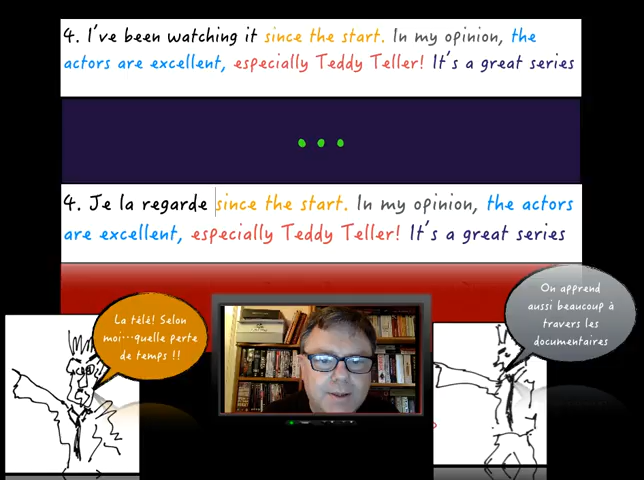 4. I've been watching it since the start. In my opinion, the
actors are excellent, especially Teddy Teller! It's a great series
4. Je la regarde since the start. In my opinion, the actors
are excellent, especially Teddy Teller! It's a great series
La télé! Selon
moi...quelle perte
de temps !!
On apprend
aussi beaucoup à
travers les
documentaires